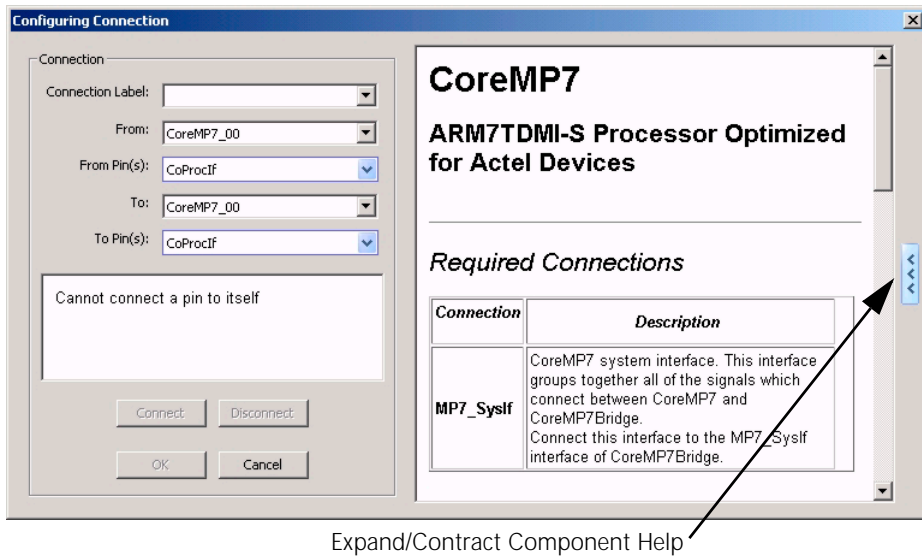 Configuring Connection
Connection
Connection Label:
From: CoreMP7_00
From Pin(s): CoProcIf
To: CoreMP7_00
To Pin(s): CoProcIf
Cannot connect a pin to itself
Connect Disconnect
OK Cancel
CoreMP7
ARM7TDMI-S Processor Optimized
for Actel Devices
Required Connections
Connection Description
MP7_SysIf
CoreMP7 system interface. This interface
groups together all of the signals which
connect between CoreMP7 and
CoreMP7Bridge.
Connect this interface to the MP7_SysIf
interface of CoreMP7Bridge.
Expand/Contract Component Help